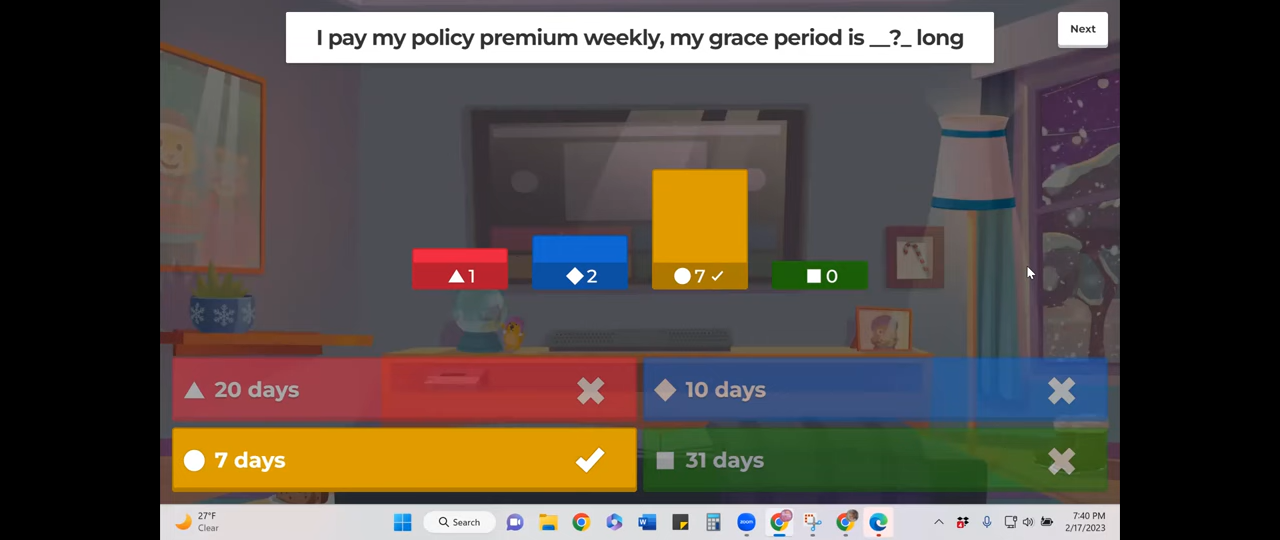 I pay my policy premium weekly, my grace period is __?_ long
Next
1
2
7
0
20 days
10 days
7 days
31 days
27°F
Clear
Search
zoom
7:40 PM
2/17/2023